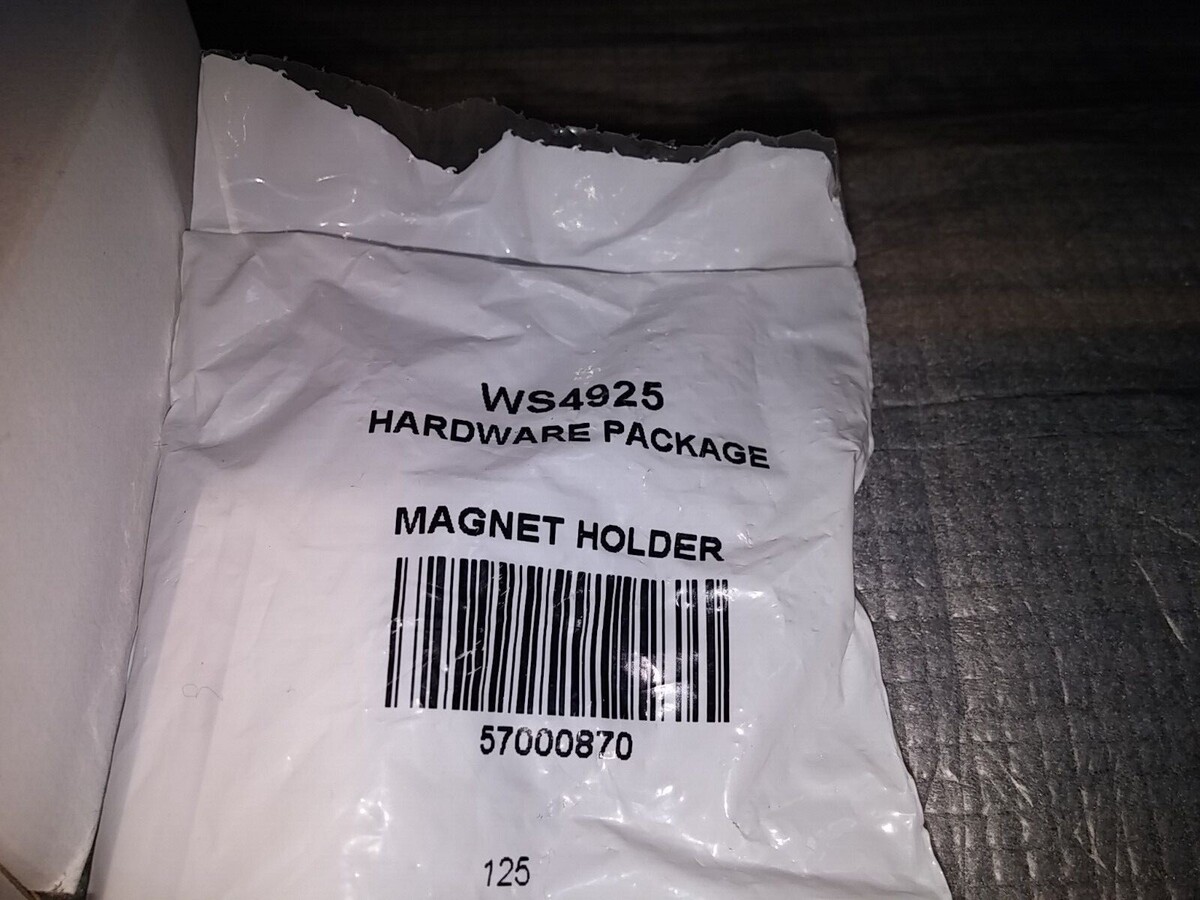 WS4925
HARDWARE PACKAGE
MAGNET HOLDER
57000870
125